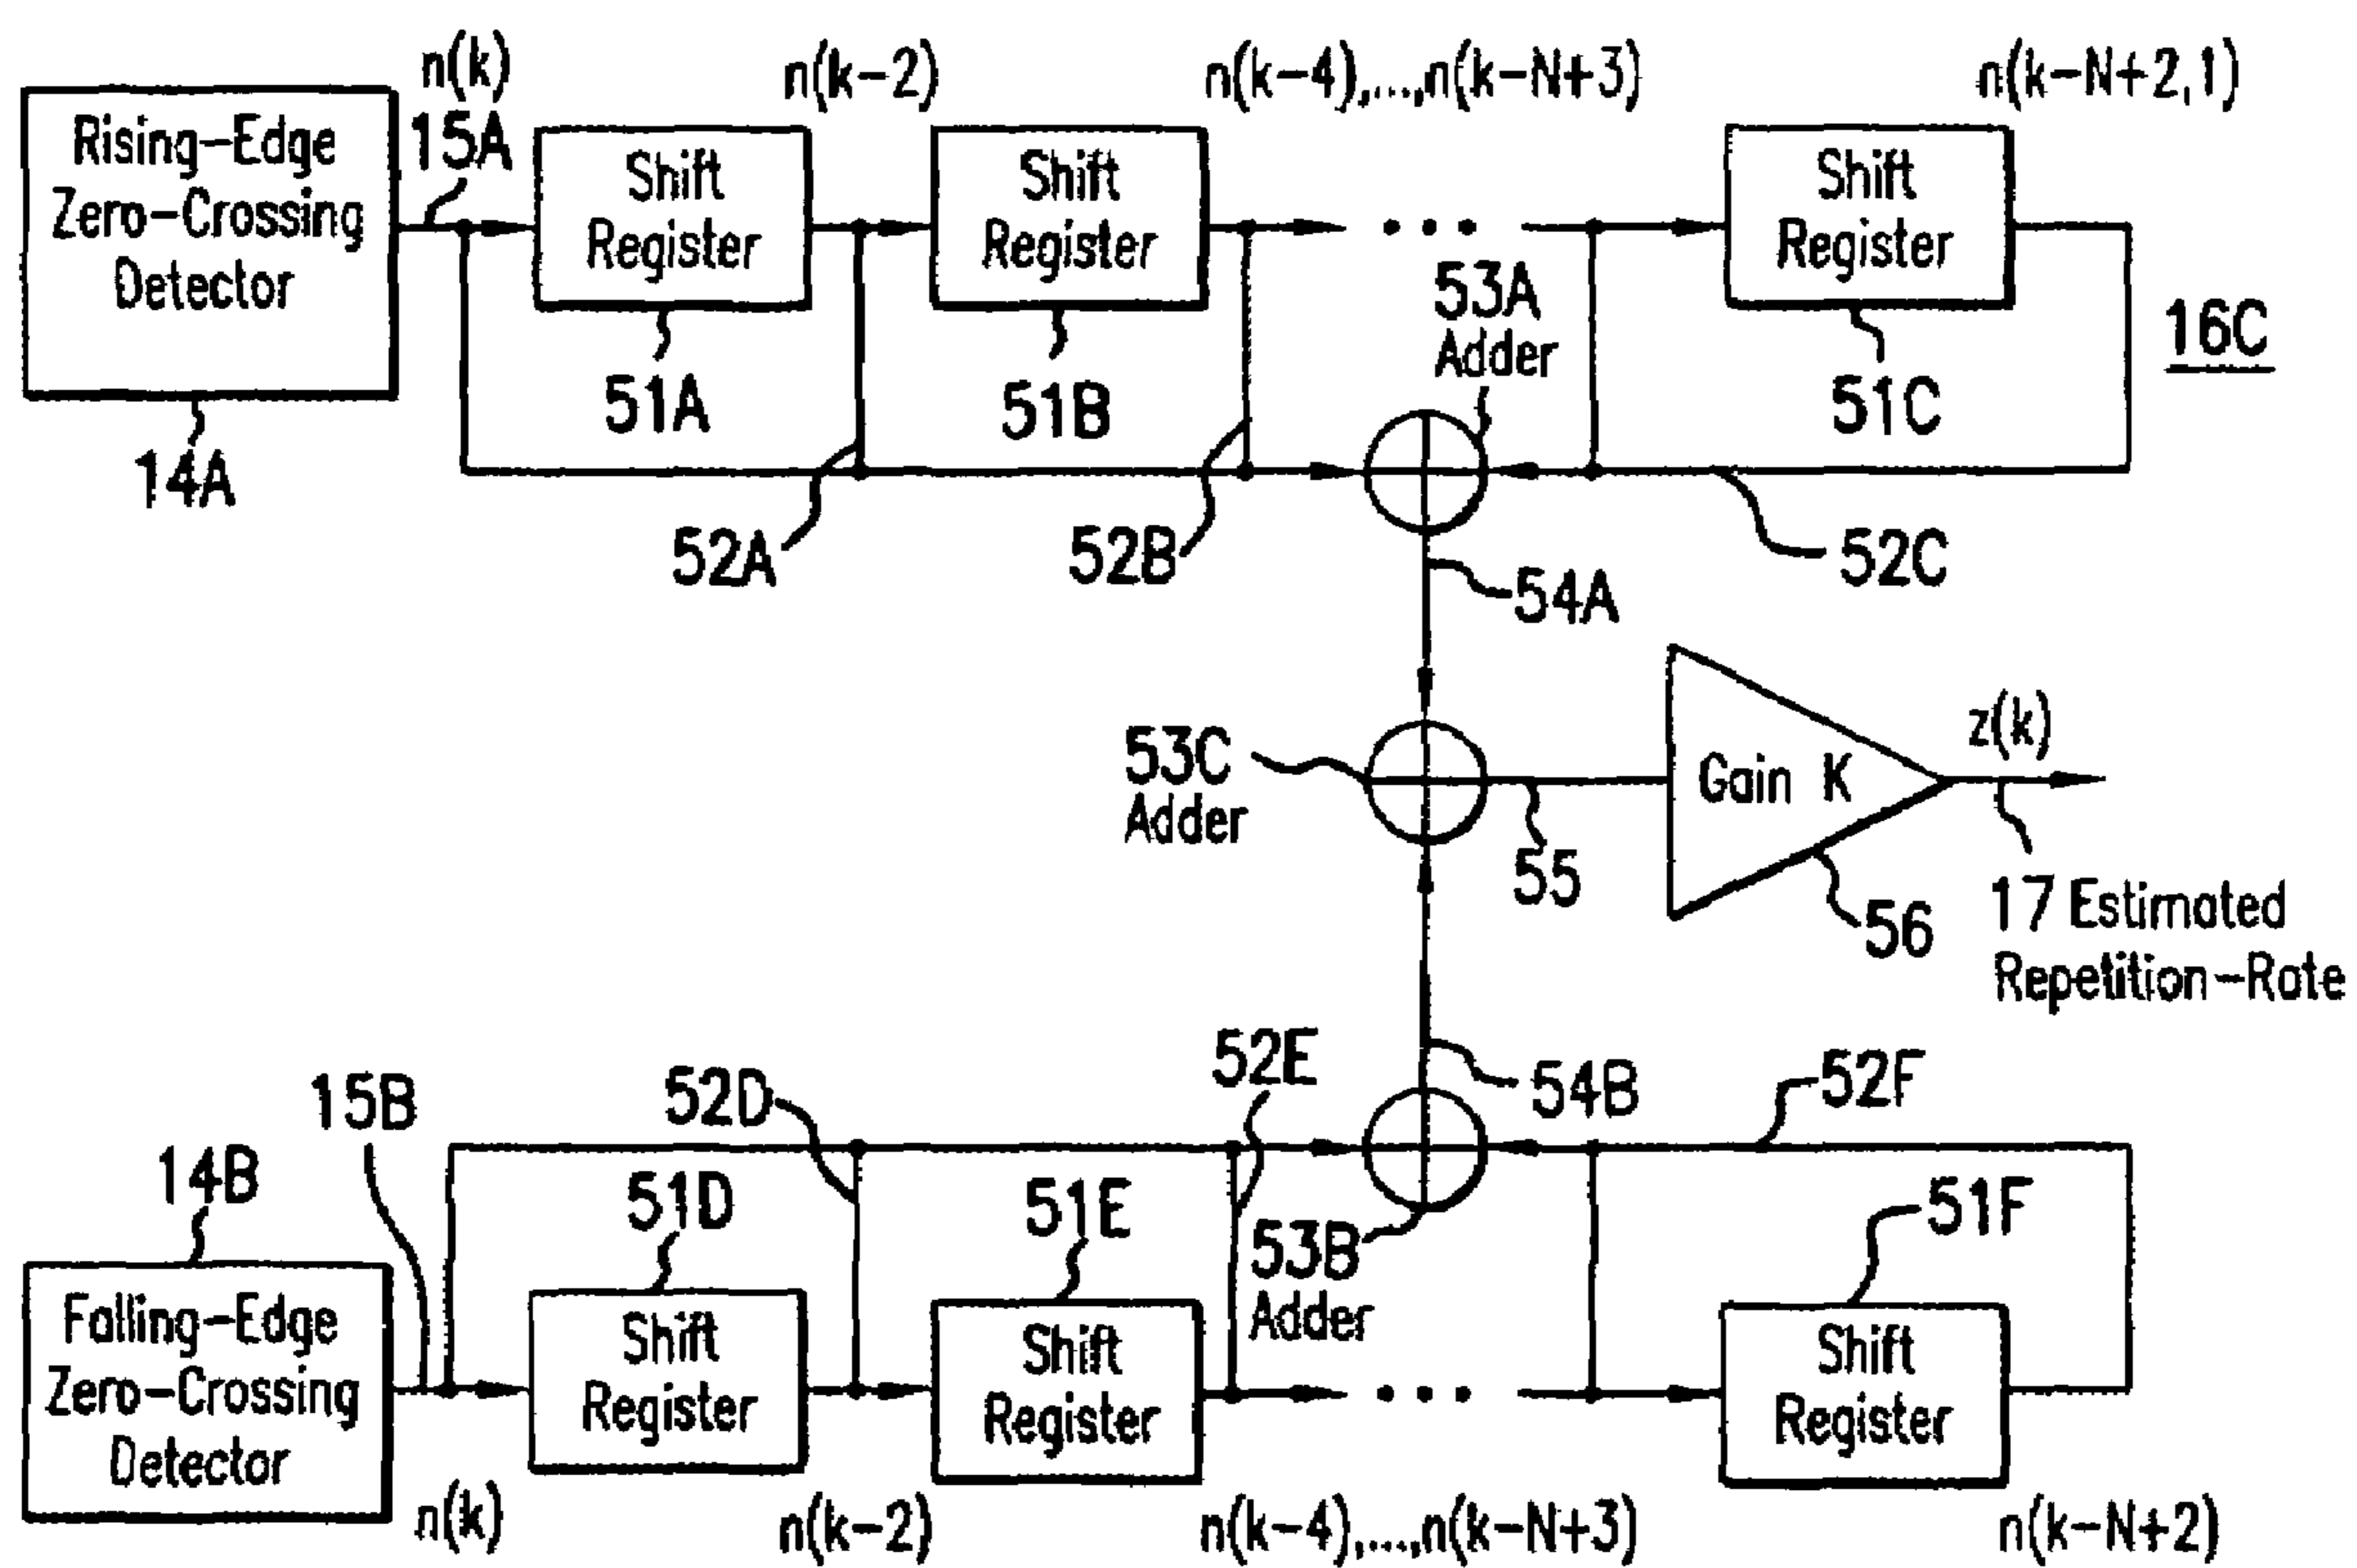 n(k)
n(k-2)
n(k-4),...,n(k-N+3)
n(k-N+2,1)
Rising-Edge
Zero-Crossing
Detector
15A
Shift
Register
Shift
Register
Shift
Register
53A
Adder
16C
51A
51B
51C
14A
52A
52B
52C
54A
53C
Adder
Gain K
z(k)
55
56
17 Estimated
Repetition-Rate
15B
52D
52E
54B
52F
14B
51D
51E
53B
Adder
51F
Falling-Edge
Zero-Crossing
Detector
Shift
Register
Shift
Register
Shift
Register
n(k)
n(k-2)
n(k-4),...,n(k-N+3)
n(k-N+2)